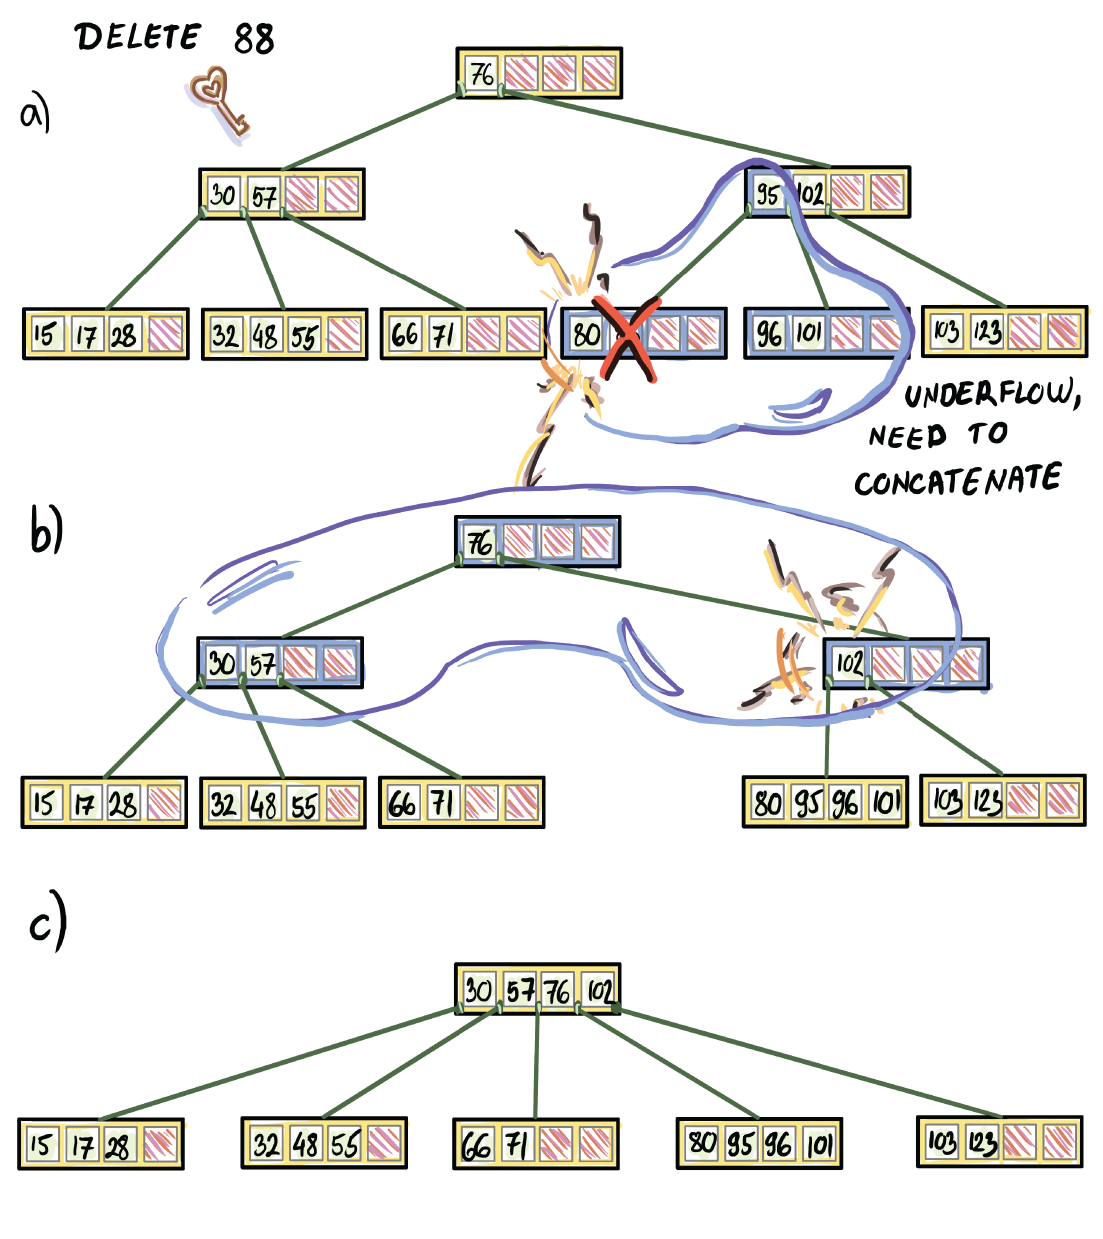 DELETE 88
a)
76
30 57
95 102
15 17 28
32 48 55
66 71
80
96 101
103 123
UNDERFLOW,
NEED TO
CONCATENATE
b)
76
30 57
102
15 17 28
32 48 55
66 71
80 95 96 101
103 123
c)
30 57 76 102
15 17 28
32 48 55
66 71
80 95 96 101
103 123